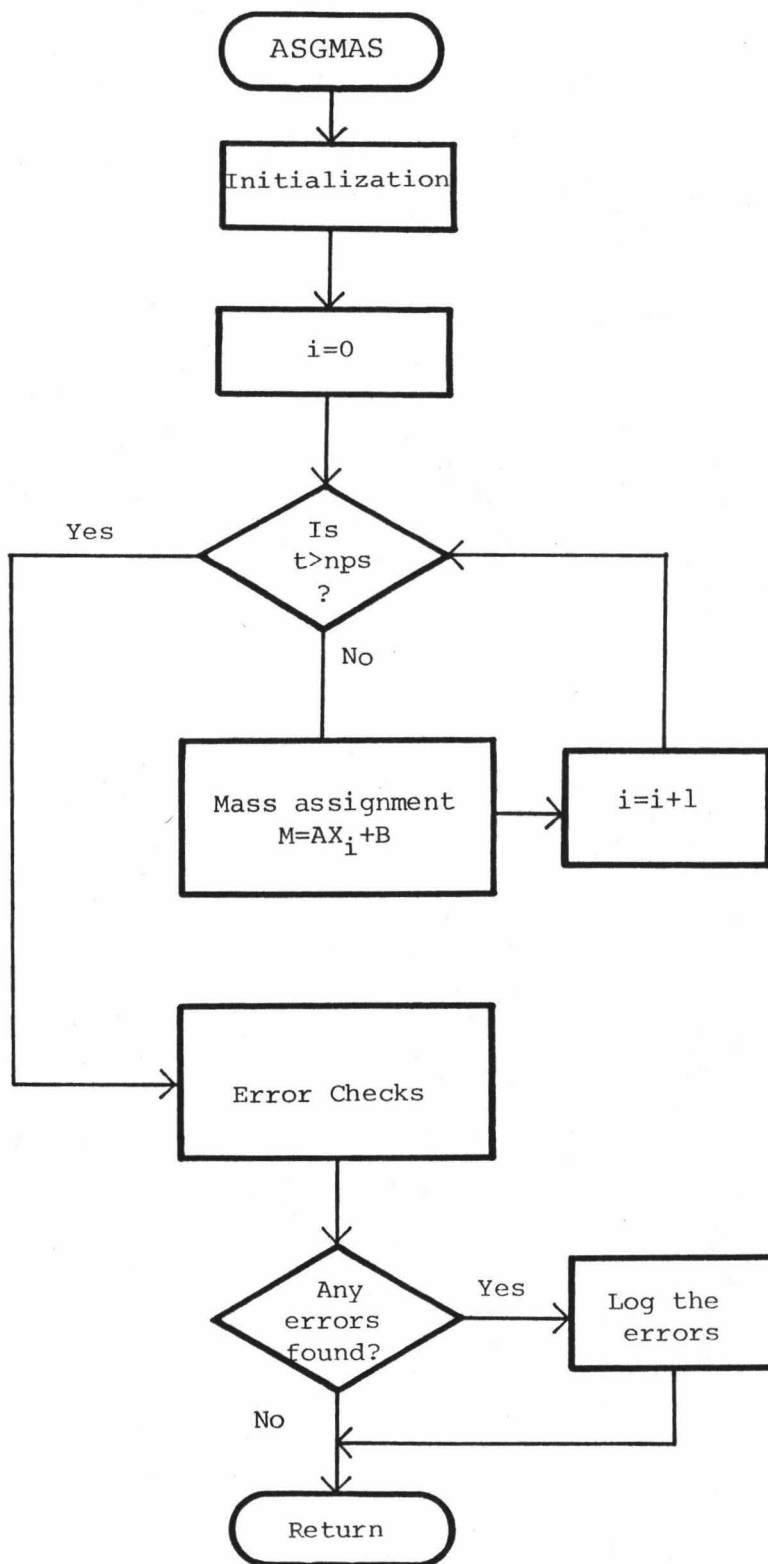 ASGMAS
Initialization
i=0
Yes
Is
t>nps
?
No
Mass assignment
M=AX_i+B
i=i+1
Error Checks
Any
errors
found?
Yes
Log the
errors
No
Return